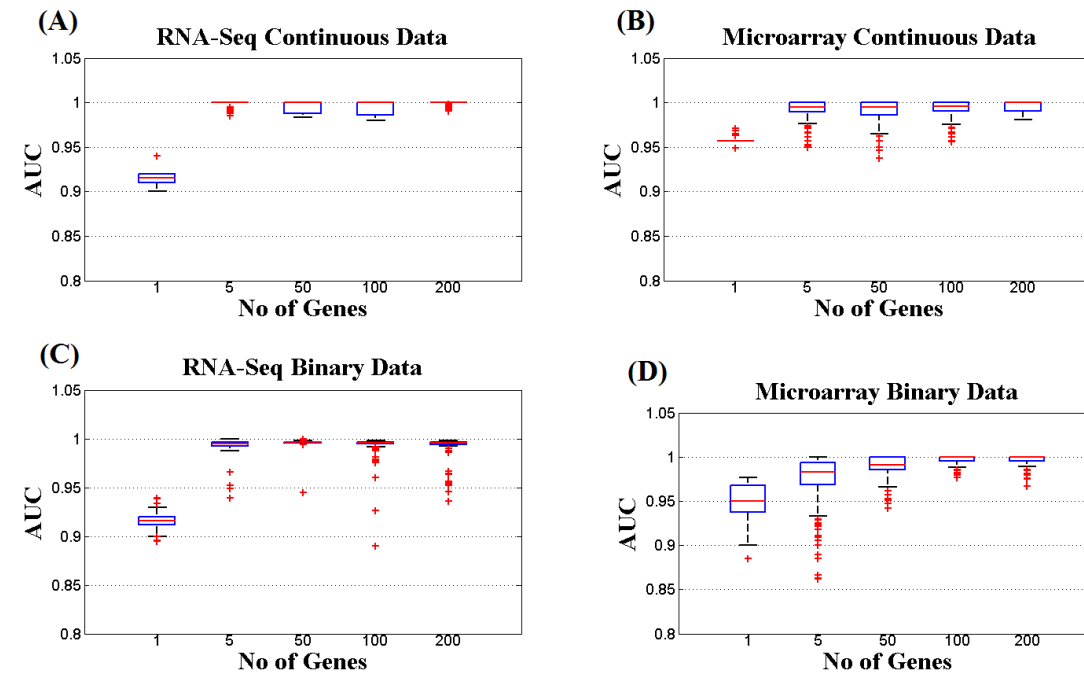 (A)
RNA-Seq Continuous Data
1.05
1
0.95
0.9
0.85
0.8
AUC
1 5 50 100 200
No of Genes
(B)
Microarray Continuous Data
1.05
1
0.95
0.9
0.85
0.8
AUC
1 5 50 100 200
No of Genes
(C)
RNA-Seq Binary Data
1.05
1
0.95
0.9
0.85
0.8
AUC
1 5 50 100 200
No of Genes
(D)
Microarray Binary Data
1.05
1
0.95
0.9
0.85
0.8
AUC
1 5 50 100 200
No of Genes